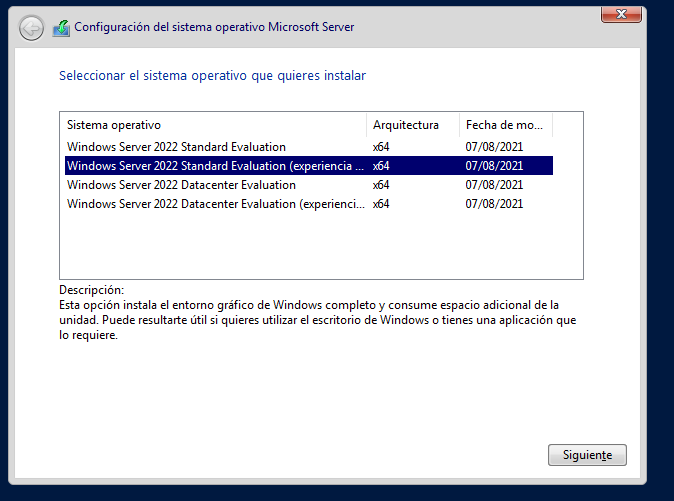 Configuración del sistema operativo Microsoft Server
Seleccionar el sistema operativo que quieres instalar
Sistema operativo Arquitectura Fecha de mo...
Windows Server 2022 Standard Evaluation x64 07/08/2021
Windows Server 2022 Standard Evaluation (experiencia ... x64 07/08/2021
Windows Server 2022 Datacenter Evaluation x64 07/08/2021
Windows Server 2022 Datacenter Evaluation (experienci... x64 07/08/2021
Descripción:
Esta opción instala el entorno gráfico de Windows completo y consume espacio adicional de la
unidad. Puede resultarte útil si quieres utilizar el escritorio de Windows o tienes una aplicación que
lo requiere.
Siguiente